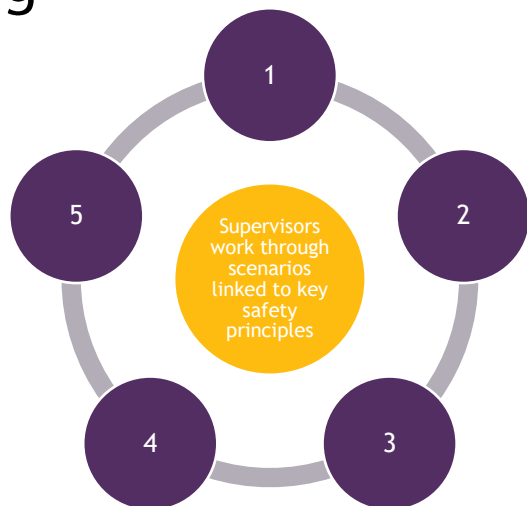 g
1
2
3
4
5
Supervisors
work through
scenarios
linked to key
safety
principles